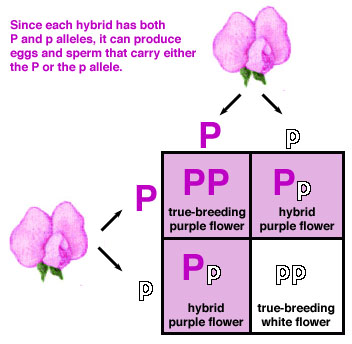 Since each hybrid has both
P and p alleles, it can produce
eggs and sperm that carry either
the P or the p allele.
P p
P
PP Pp
true-breeding hybrid
purple flower purple flower
p
Pp pp
hybrid true-breeding
purple flower white flower